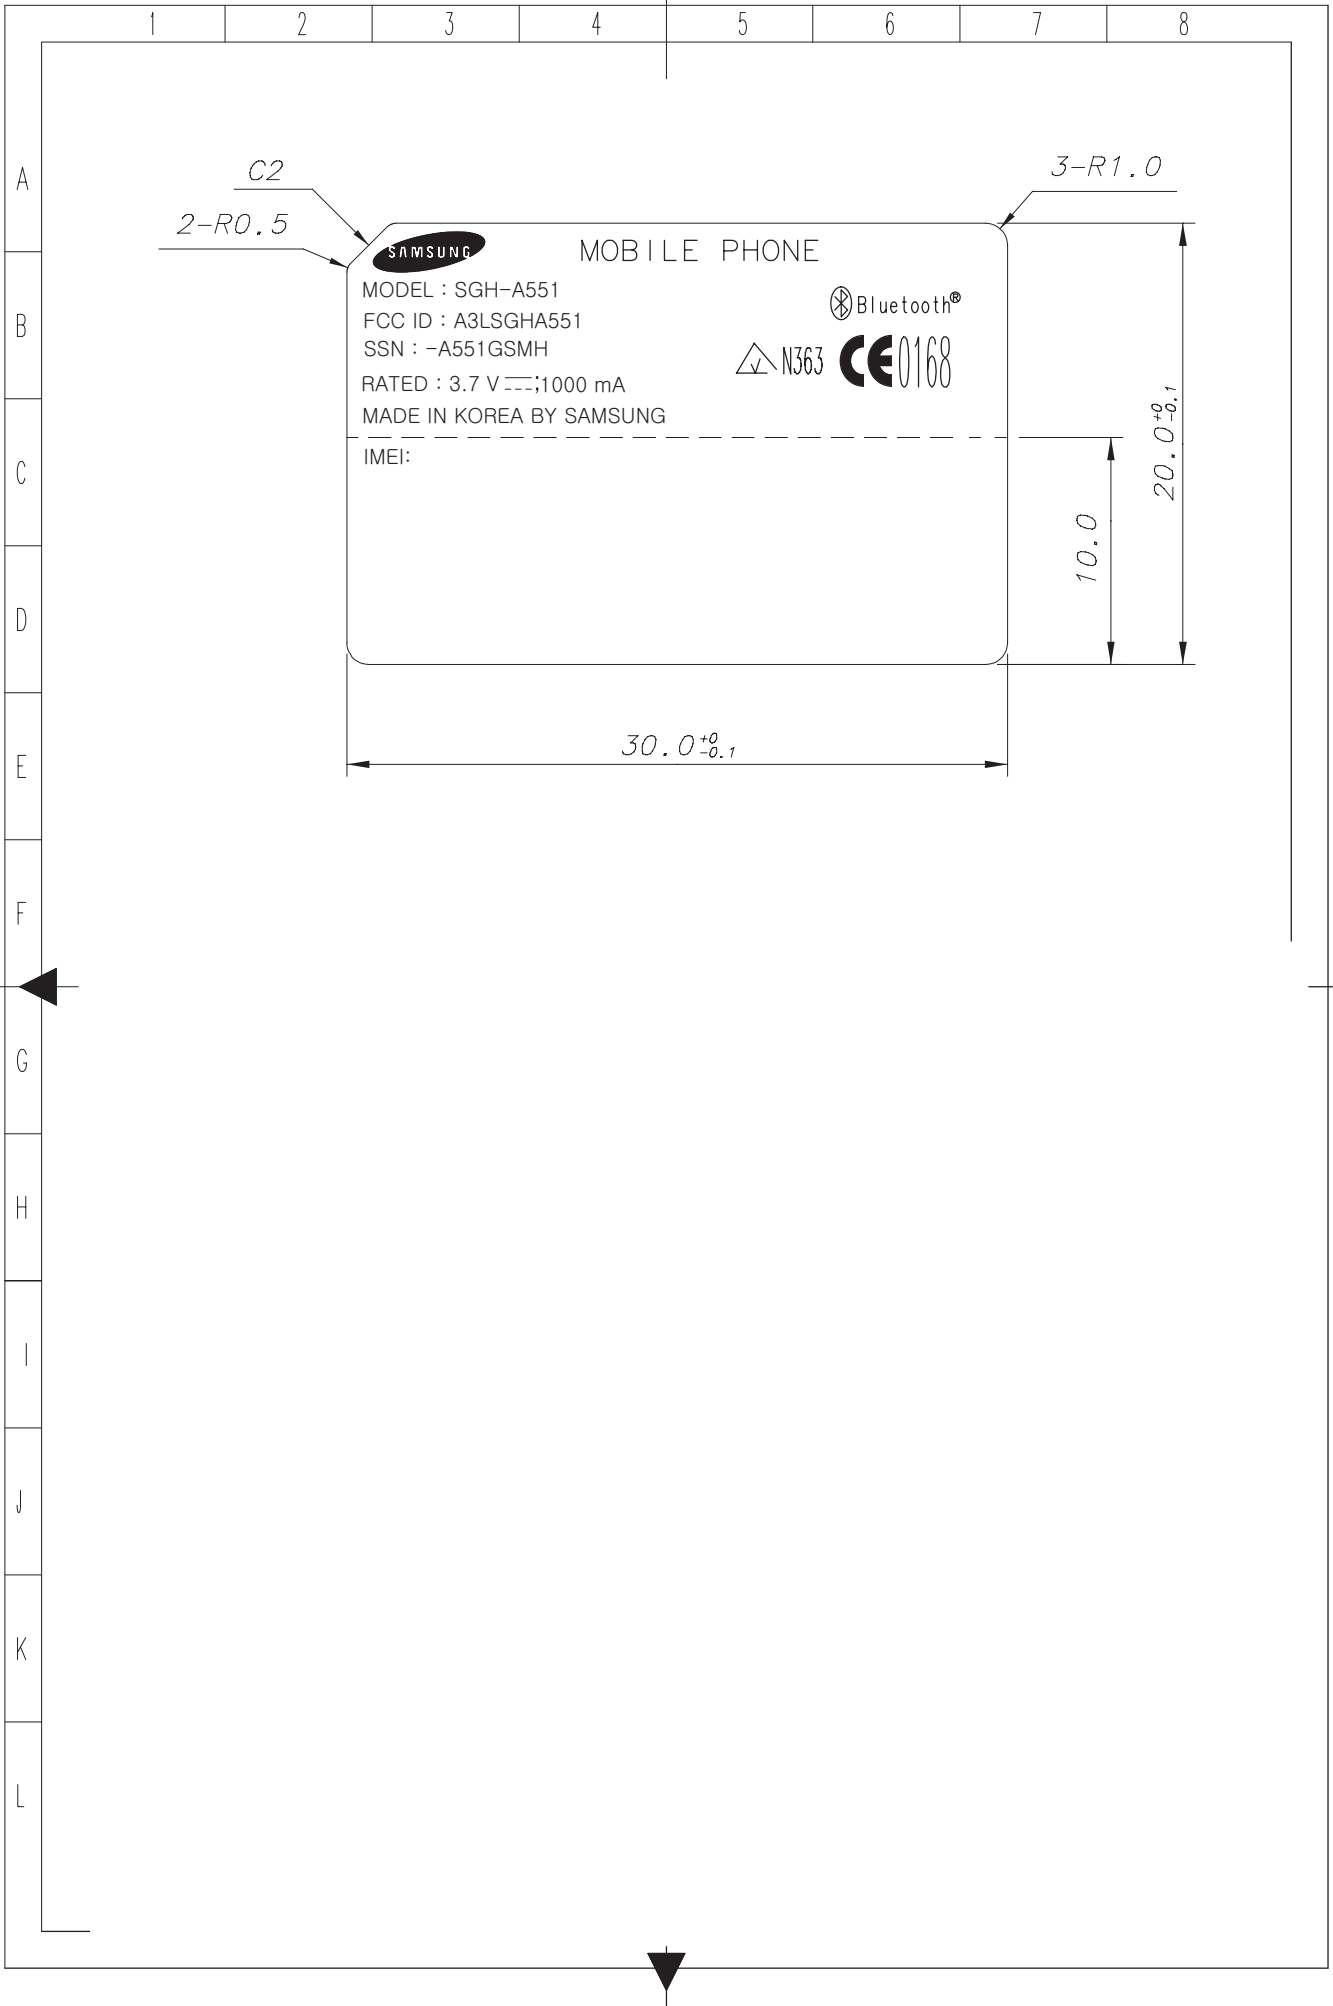 1 2 3 4 5 6 7 8
A
B
C
D
E
F
G
H
I
J
K
L
C2
3-R1.0
2-R0.5
SAMSUNG
MOBILE PHONE
MODEL : SGH-A551
Bluetooth®
FCC ID : A3LSGHA551
SSN : -A551GSMH
N363 CE0168
RATED : 3.7 V ⎓;1000 mA
MADE IN KOREA BY SAMSUNG
IMEI:
20.0 +0 -0.1
10.0
30.0 +0 -0.1